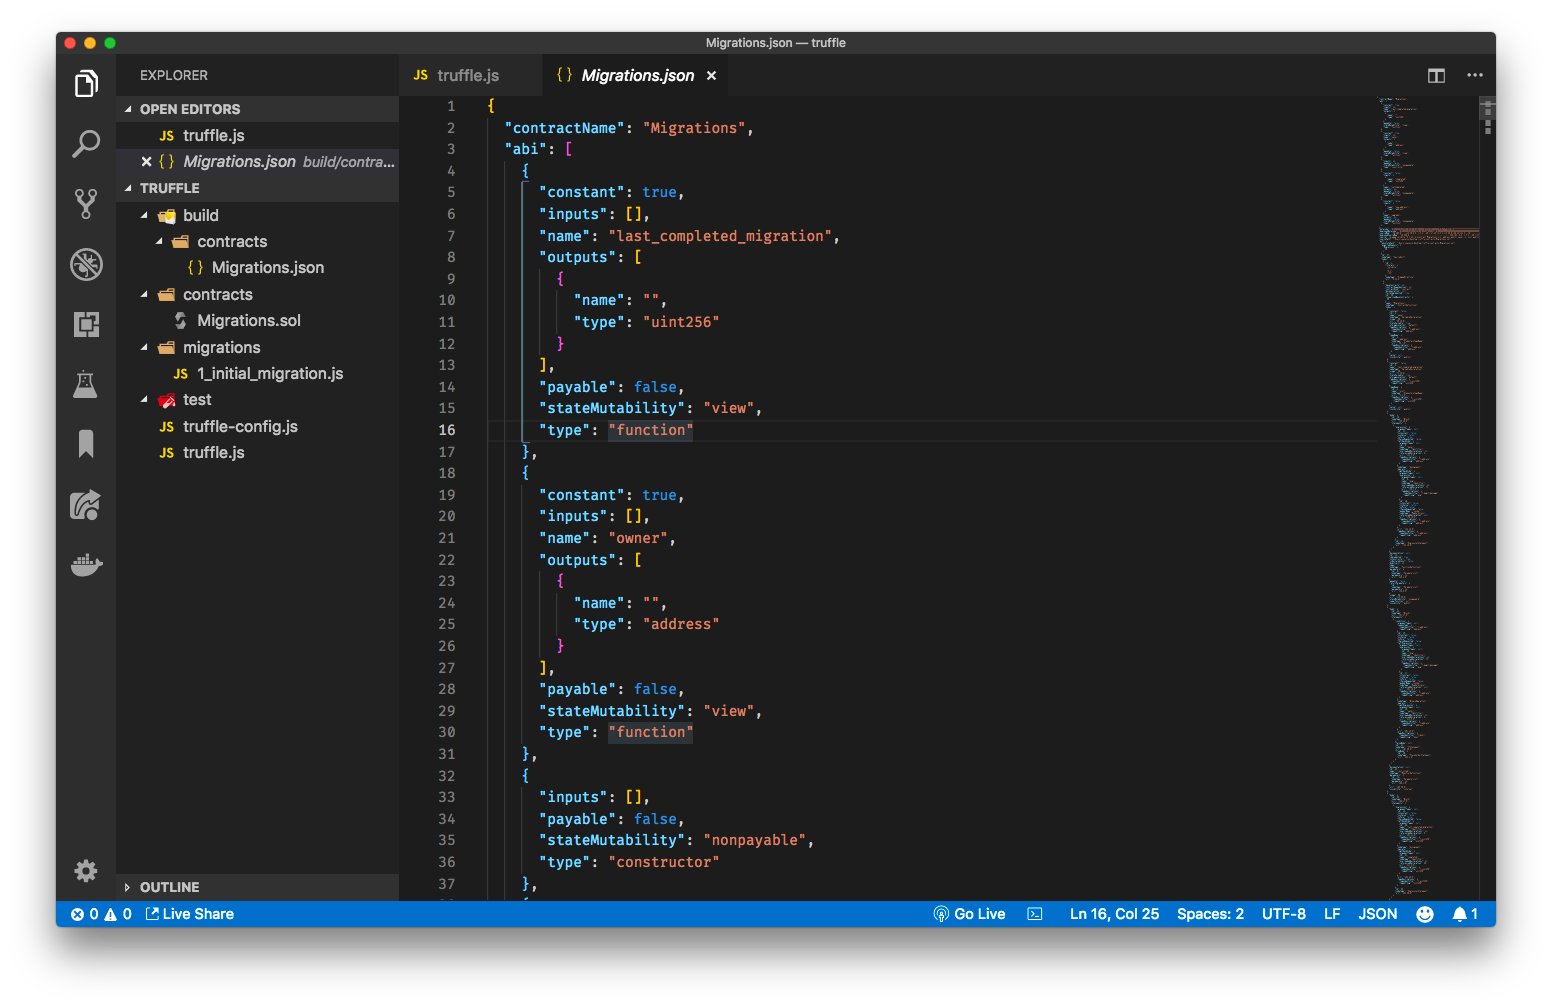 Migrations.json — truffle
EXPLORER
OPEN EDITORS
JS truffle.js
{ } Migrations.json build/contra...
TRUFFLE
build
contracts
{ } Migrations.json
contracts
Migrations.sol
migrations
JS 1_initial_migration.js
test
JS truffle-config.js
JS truffle.js
OUTLINE
JS truffle.js
{ } Migrations.json
1 {
2 "contractName": "Migrations",
3 "abi": [
4 {
5 "constant": true,
6 "inputs": [],
7 "name": "last_completed_migration",
8 "outputs": [
9 {
10 "name": "",
11 "type": "uint256"
12 }
13 ],
14 "payable": false,
15 "stateMutability": "view",
16 "type": "function"
17 },
18 {
19 "constant": true,
20 "inputs": [],
21 "name": "owner",
22 "outputs": [
23 {
24 "name": "",
25 "type": "address"
26 }
27 ],
28 "payable": false,
29 "stateMutability": "view",
30 "type": "function"
31 },
32 {
33 "inputs": [],
34 "payable": false,
35 "stateMutability": "nonpayable",
36 "type": "constructor"
37 },
0 0 Live Share
Go Live Ln 16, Col 25 Spaces: 2 UTF-8 LF JSON 1